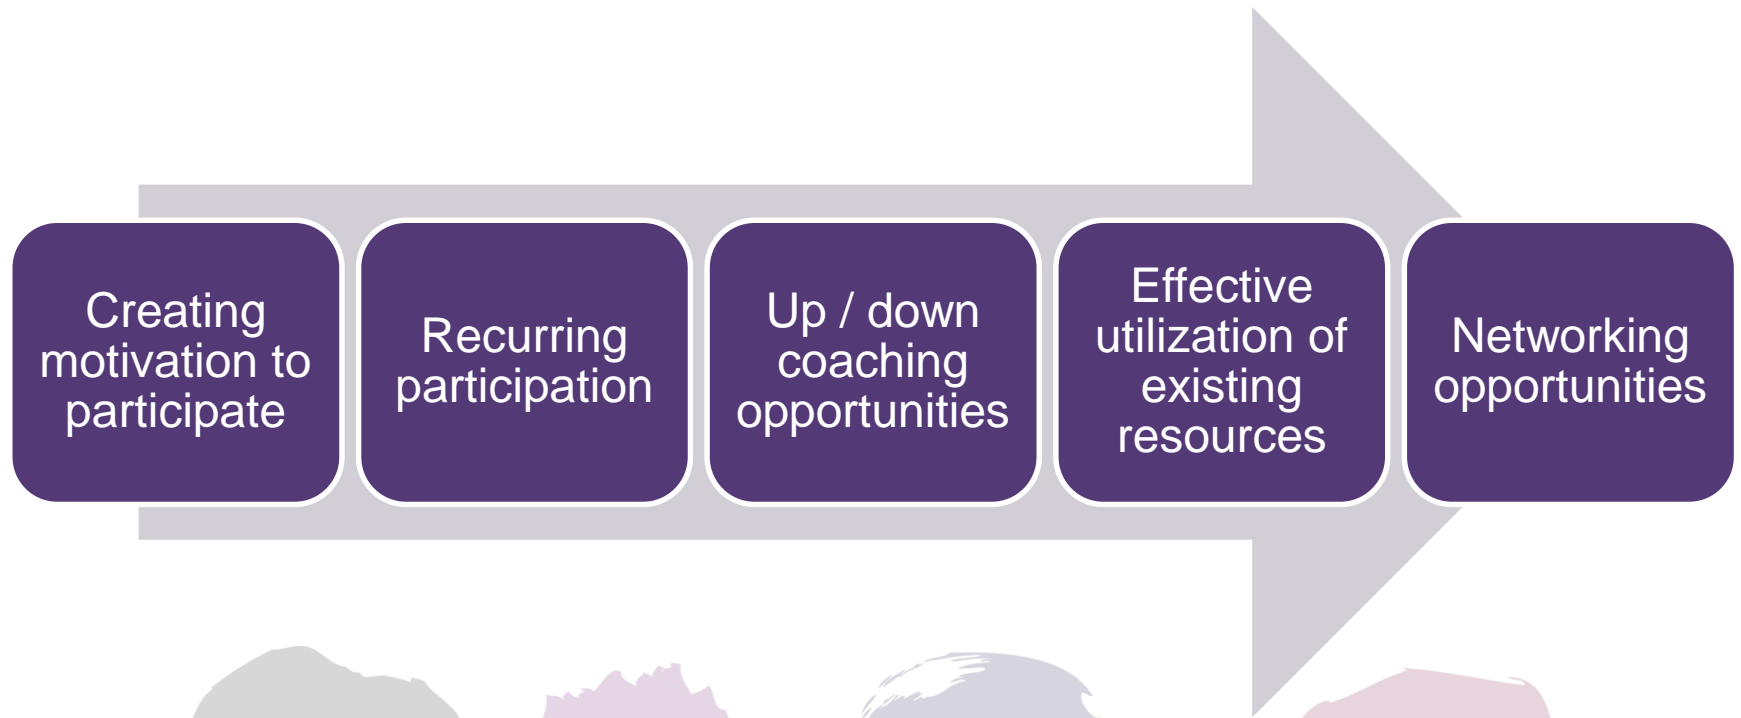 Creating
motivation to
participate
Recurring
participation
Up / down
coaching
opportunities
Effective
utilization of
existing
resources
Networking
opportunities